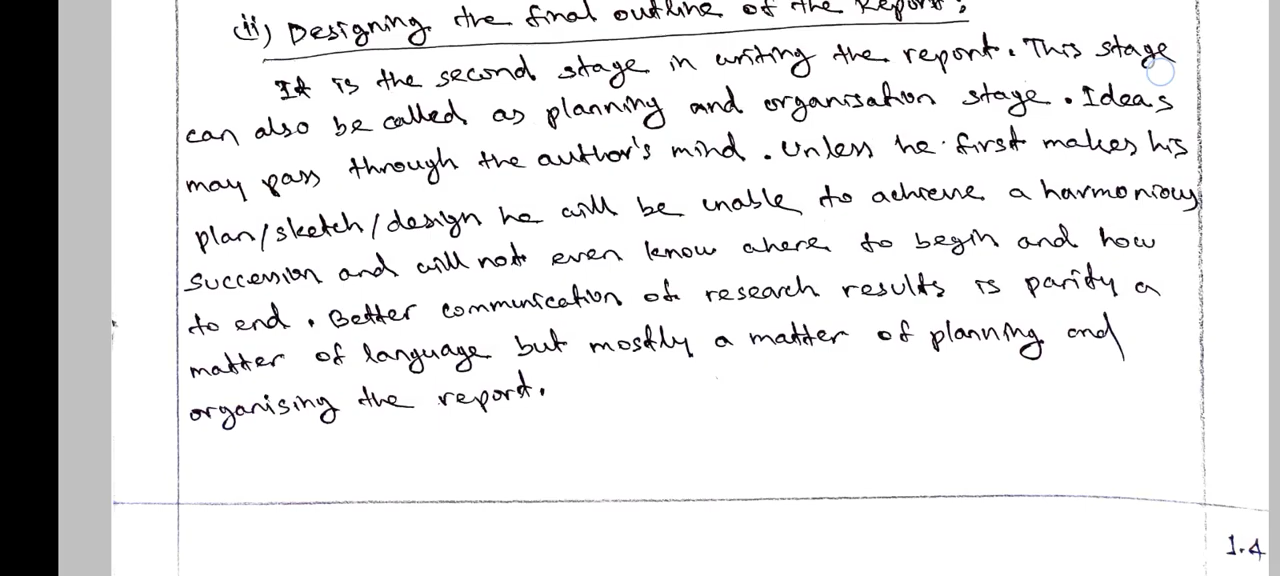 (ii) Designing the final outline of the Report:
It is the second stage in writing the report. This stage
can also be called as planning and organisation stage. Ideas
may pass through the author's mind. Unless he first makes his
plan/sketch/design he will be unable to achieve a harmonious
succession and will not even know where to begin and how
to end. Better communication of research results is parity a
matter of language but mostly a matter of planning and
organising the report.
1.4